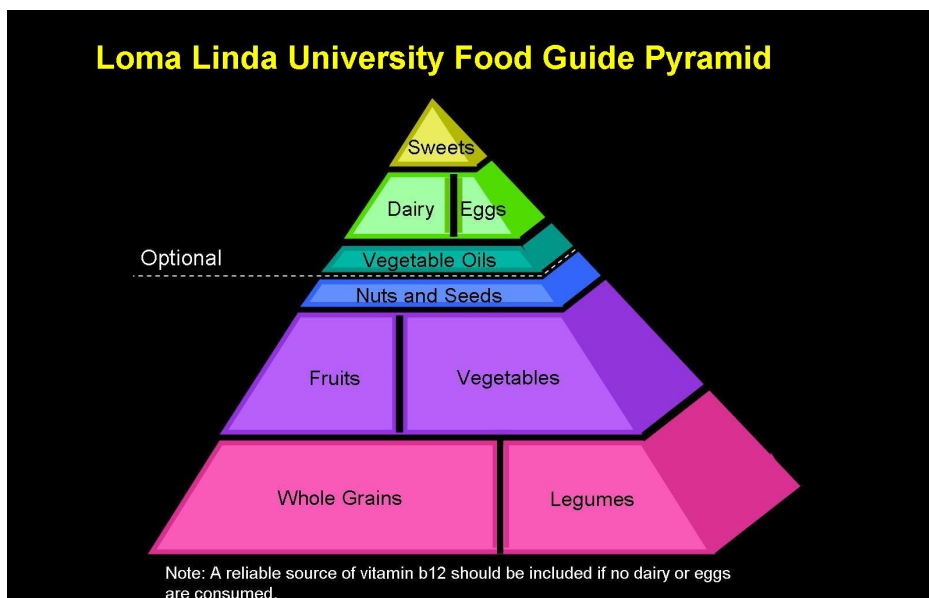 Loma Linda University Food Guide Pyramid
Sweets
Dairy
Eggs
Optional
Vegetable Oils
Nuts and Seeds
Fruits
Vegetables
Whole Grains
Legumes
Note: A reliable source of vitamin b12 should be included if no dairy or eggs
are consumed.